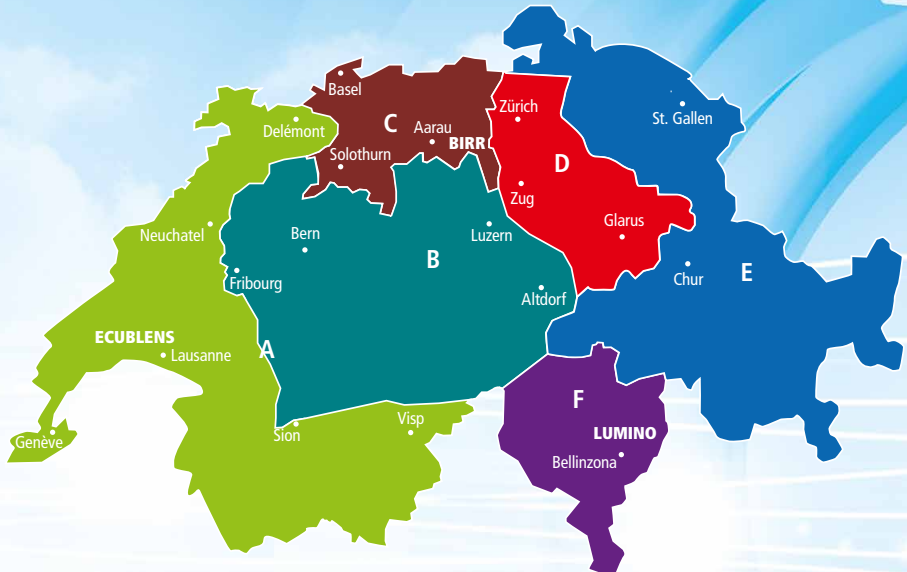 Basel
Zürich
St. Gallen
Delémont
C
Aarau
BIRR
Solothurn
D
Zug
Glarus
Neuchatel
Bern
Luzern
B
Fribourg
Chur
E
Altdorf
ECUBLENS
A
Lausanne
F
Genève
Sion
Visp
LUMINO
Bellinzona